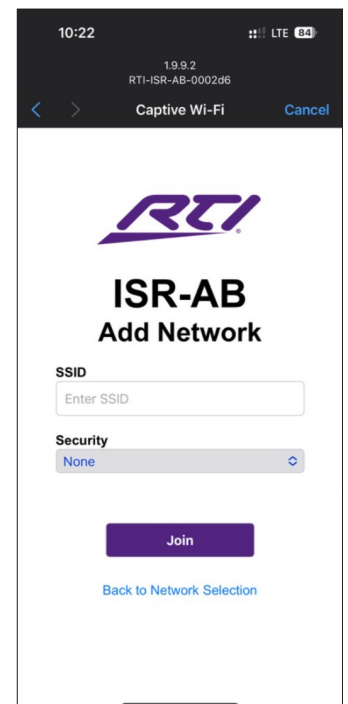 10:22
LTE 84
1.9.9.2
RTI-ISR-AB-0002d6
Captive Wi-Fi Cancel
RTI
ISR-AB
Add Network
SSID
Enter SSID
Security
None
Join
Back to Network Selection